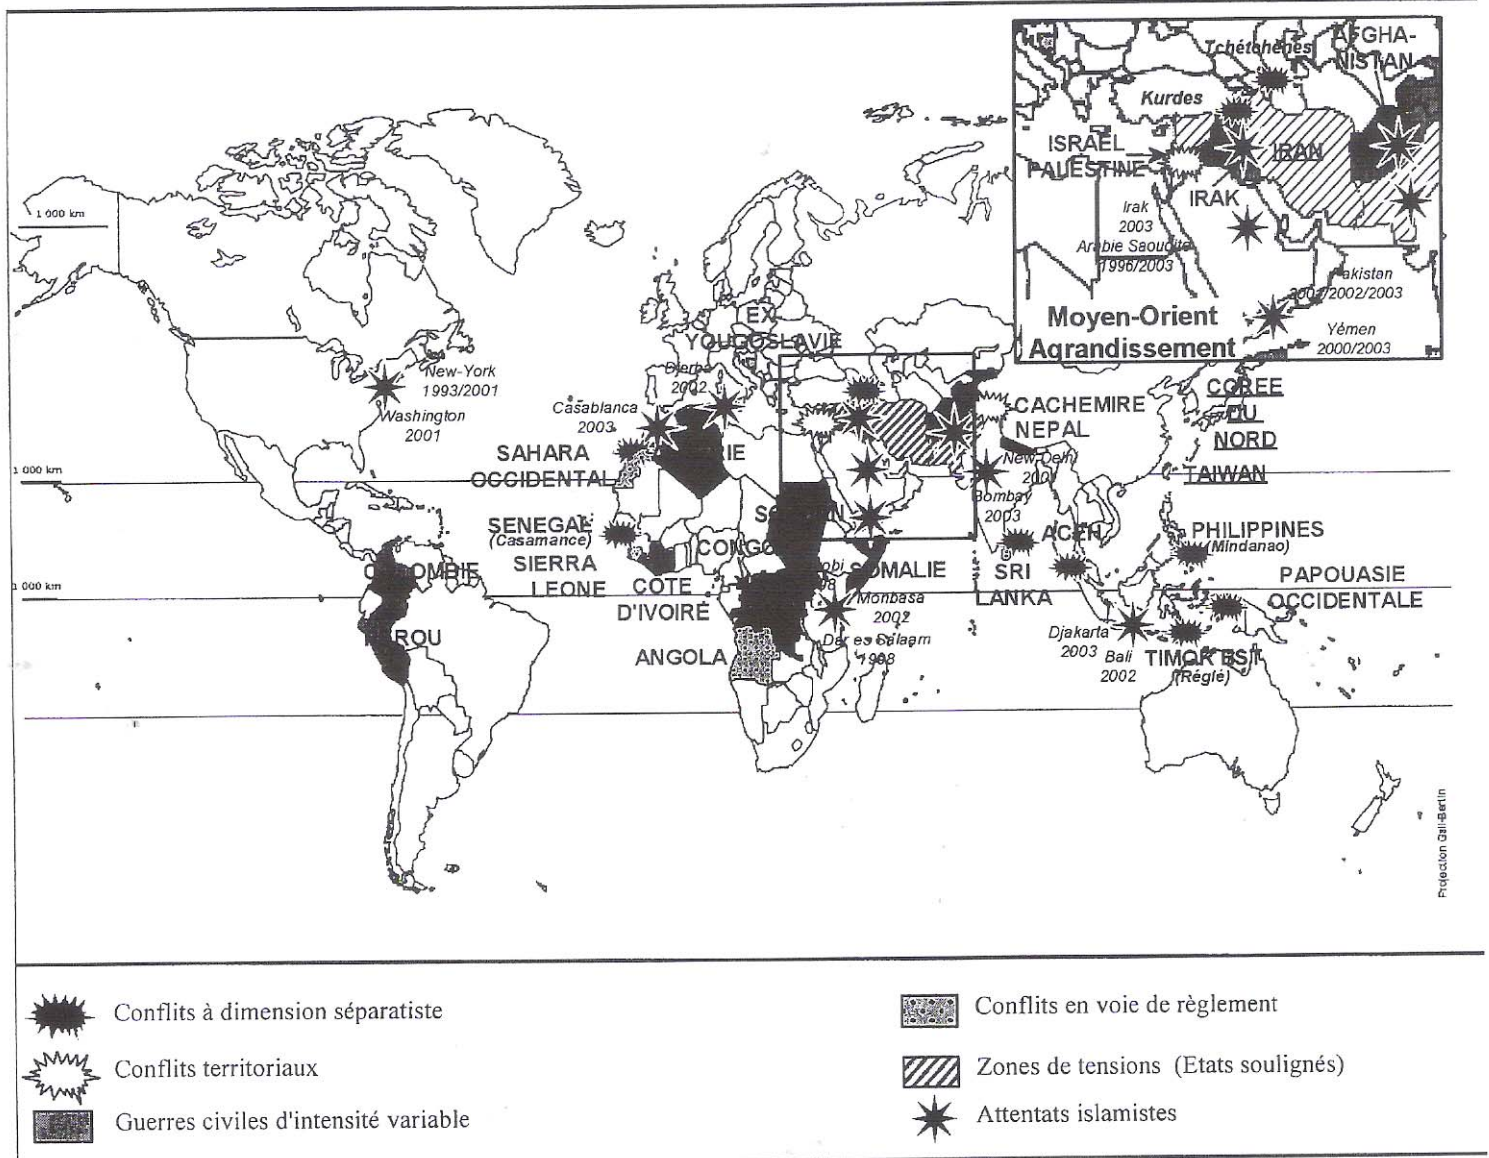 Tchétchènes
AFGHA-
NISTAN
Kurdes
ISRAËL
PALESTINE
IRAN
IRAK
Irak
2003
Arabie Saoudite
1996/2003
Pakistan
/2002/2003
Moyen-Orient
Agrandissement
Yémen
2000/2003
1 000 km
EX
YOUGOSLAVIE
New-York
1993/2001
Washington
2001
Djerba
2002
Casablanca
2003
SAHARA
OCCIDENTAL
CACHEMIRE
NEPAL
New-Delhi
COREE
DU
NORD
TAIWAN
1 000 km
Bombay
2003
SENEGAL
(Casamance)
SIERRA
LEONE
COTE
D'IVOIRE
CONGO
SOMALIE
ACEH
SRI
LANKA
PHILIPPINES
(Mindanao)
PAPOUASIE
OCCIDENTALE
1 000 km
COLOMBIE
PEROU
Monbasa
2002
Dar es Salaam
1998
ANGOLA
Djakarta
2003
Bali
2002
TIMOR EST
(Réglé)
Projection Gall-Bertin
Conflits à dimension séparatiste
Conflits territoriaux
Guerres civiles d'intensité variable
Conflits en voie de règlement
Zones de tensions (Etats soulignés)
Attentats islamistes